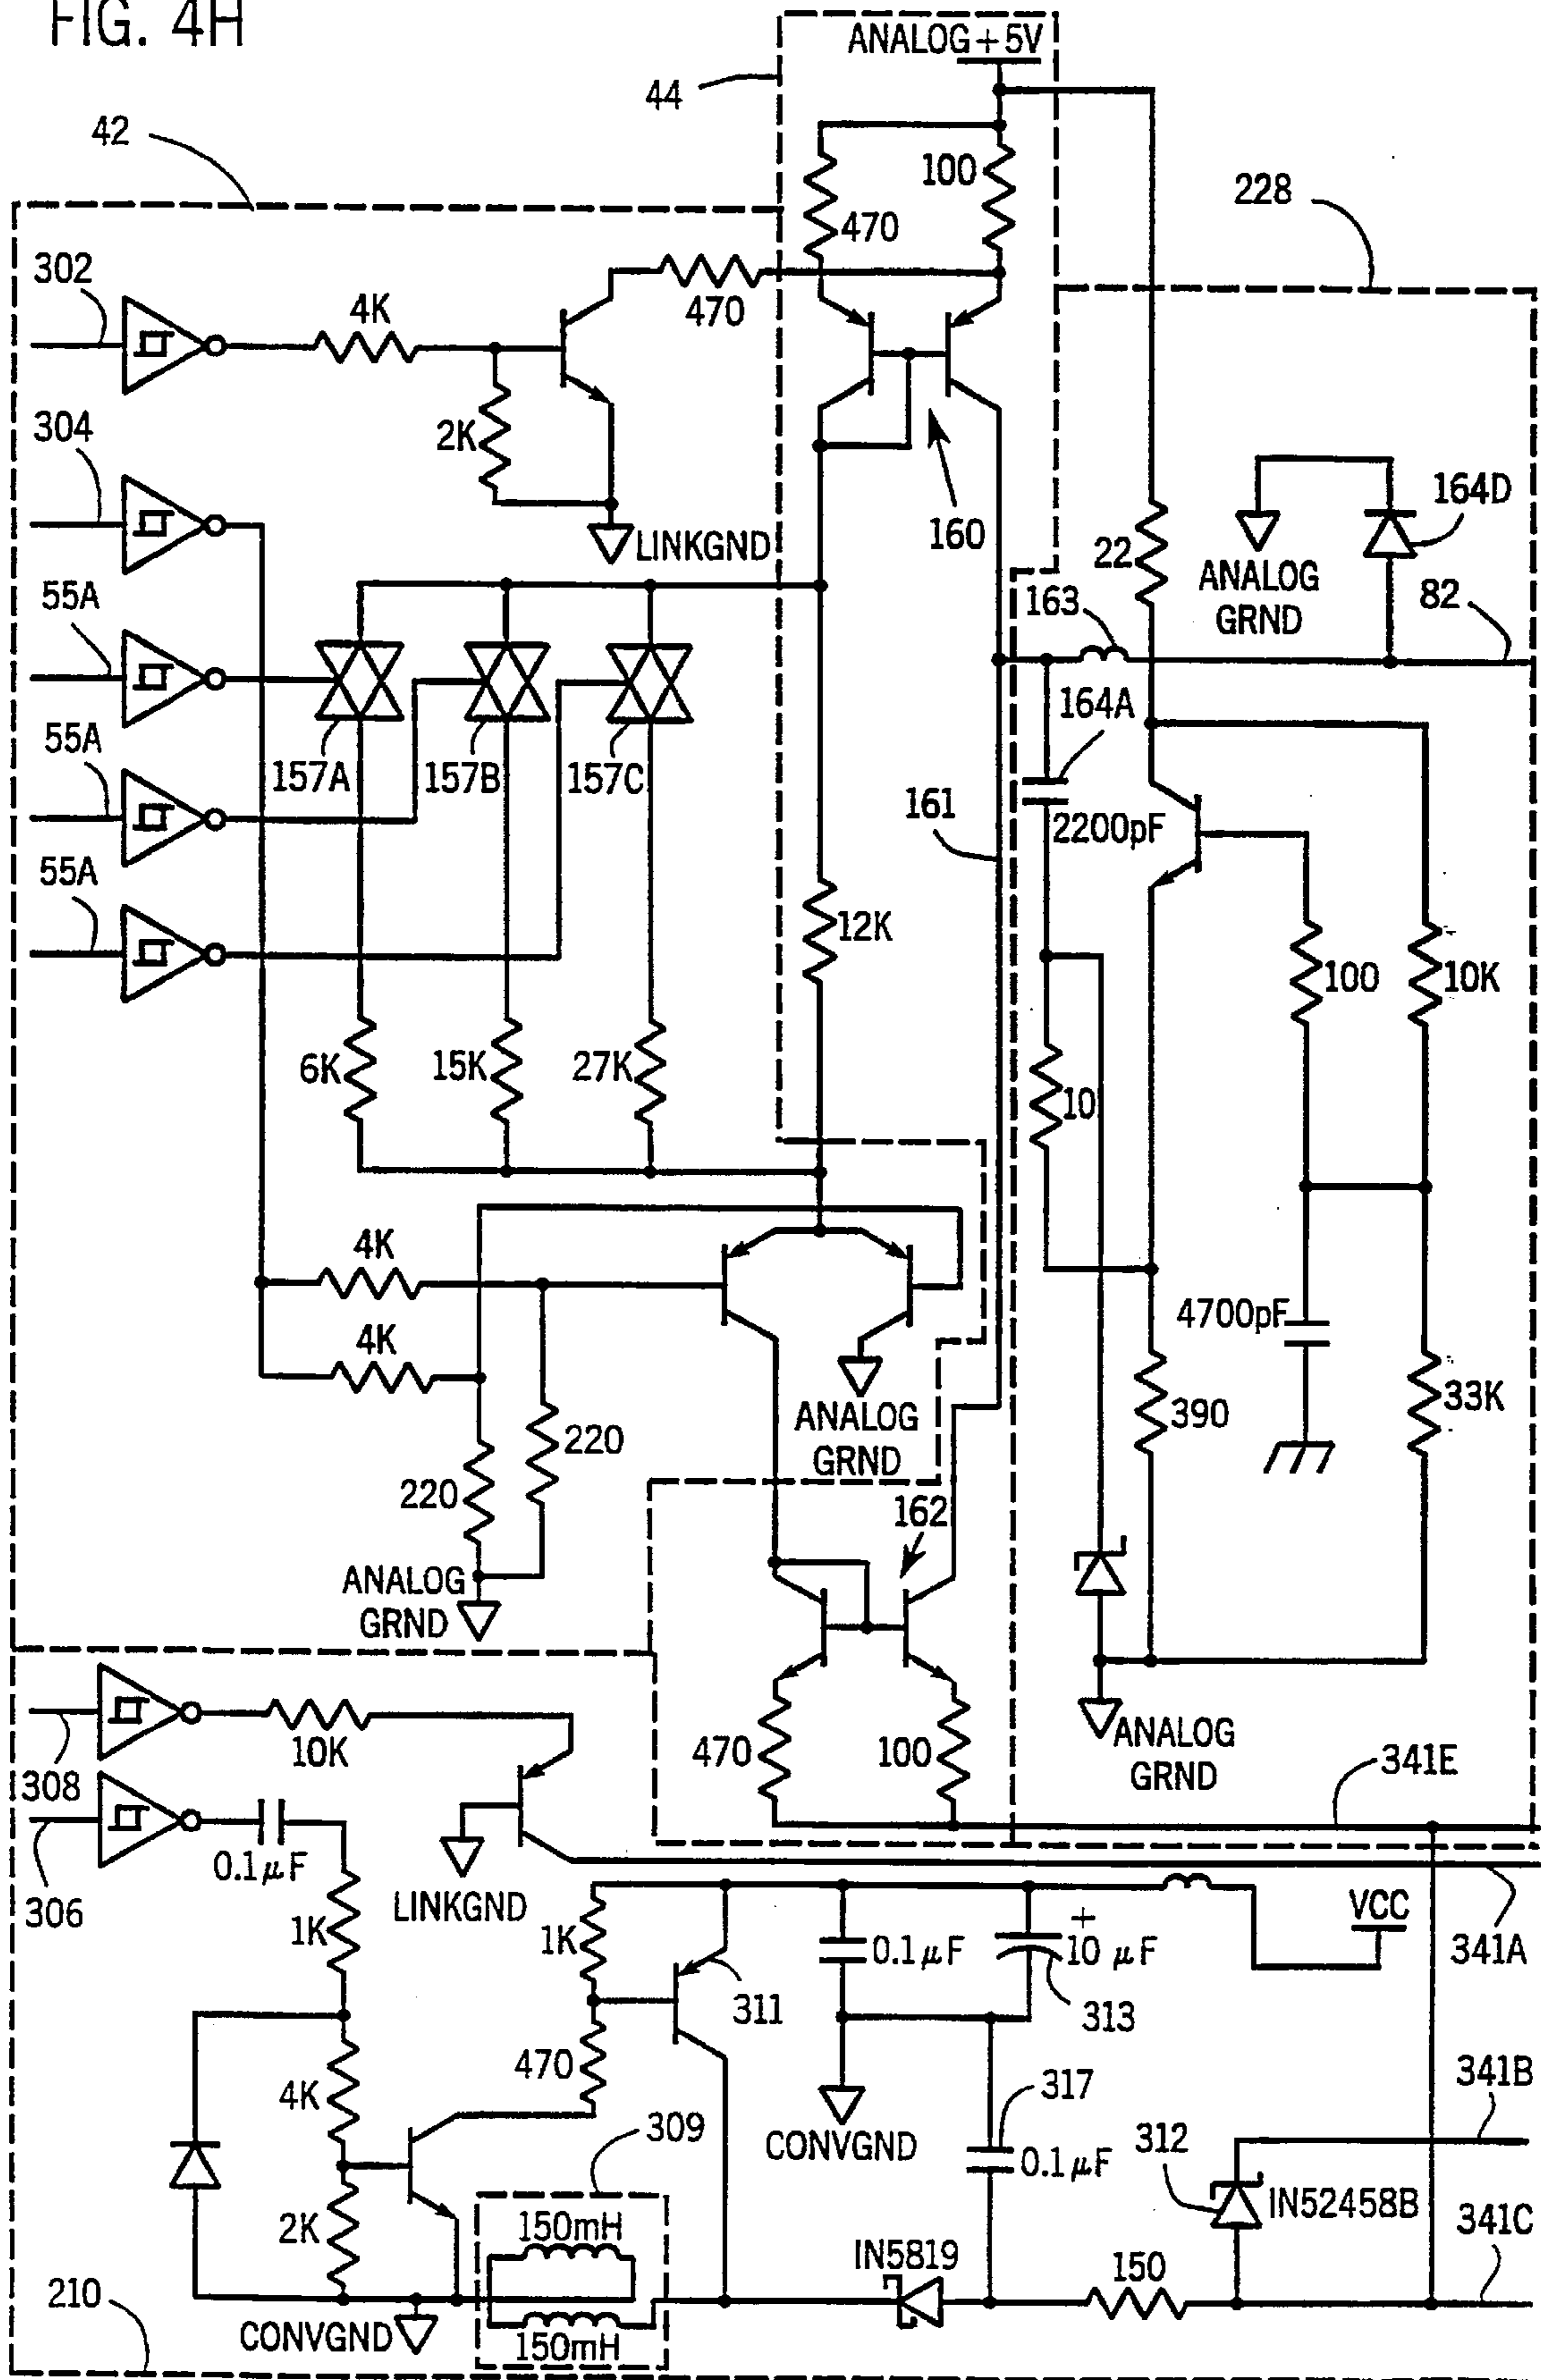 FIG. 4H
ANALOG + 5V
44
42
100
228
470
302
4K
470
304
2K
160
164D
22
LINKGND
ANALOG
GRND
55A
163
82
164A
55A
157A
157B
157C
161
2200pF
55A
12K
100
10K
6K
15K
27K
10
4K
4700pF
4K
ANALOG
GRND
390
33K
220
220
162
ANALOG
GRND
10K
470
100
ANALOG
GRND
341E
308
0.1μF
306
LINKGND
1K
1K
0.1μF
+
10 μF
VCC
341A
311
313
470
4K
317
341B
309
CONVGND
312
0.1μF
2K
150mH
IN52458B
IN5819
150
341C
210
CONVGND
150mH